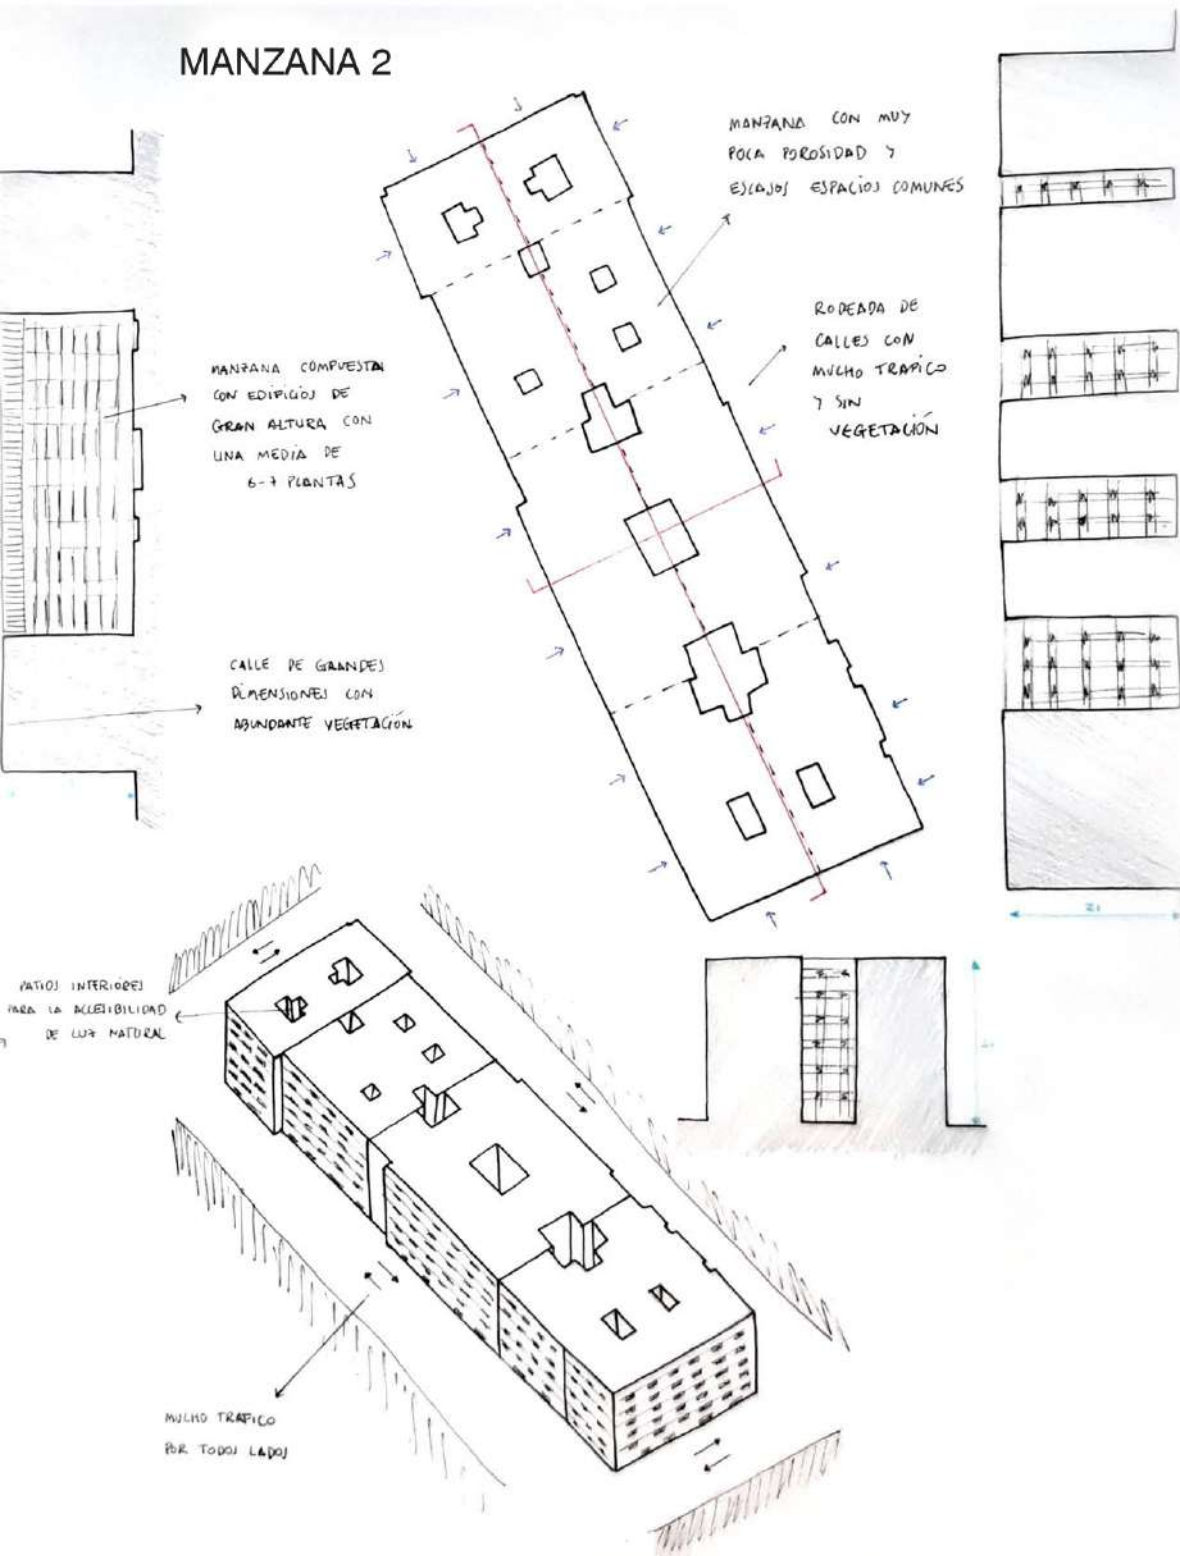 MANZANA 2
MANZANA CON MUY
POCA POROSIDAD Y
ESCASOS ESPACIOS COMUNES
RODEADA DE
CALLES CON
MUCHO TRAFICO
Y SIN
VEGETACIÓN
MANZANA COMPUESTA
CON EDIFICIOS DE
GRAN ALTURA CON
UNA MEDIA DE
6-7 PLANTAS
CALLE DE GRANDES
DIMENSIONES CON
ABUNDANTE VEGETACIÓN
21
PATIOS INTERIORES
PARA LA ACCESIBILIDAD
DE LUZ NATURAL
MUCHO TRAFICO
POR TODOS LADOS